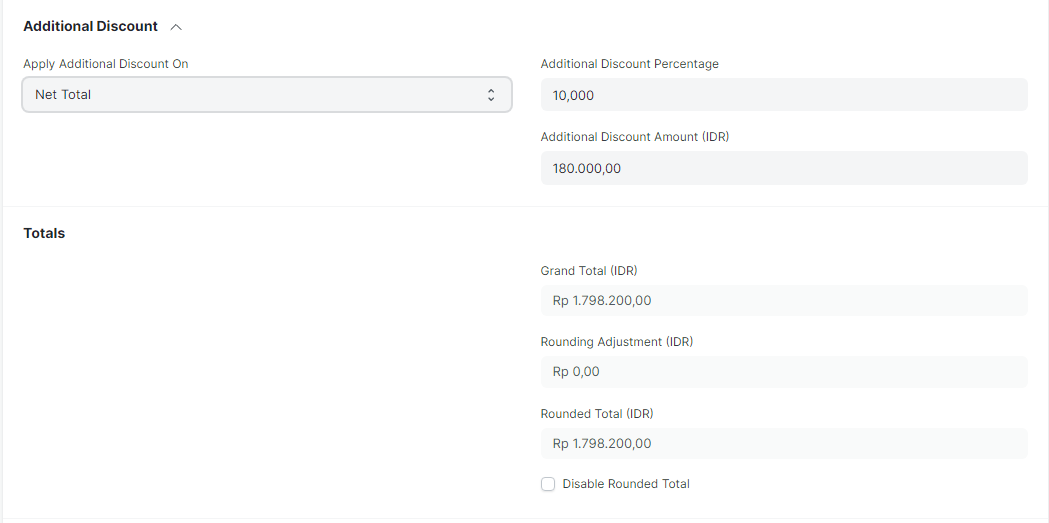 Additional Discount
Apply Additional Discount On
Net Total
Additional Discount Percentage
10,000
Additional Discount Amount (IDR)
180.000,00
Totals
Grand Total (IDR)
Rp 1.798.200,00
Rounding Adjustment (IDR)
Rp 0,00
Rounded Total (IDR)
Rp 1.798.200,00
Disable Rounded Total